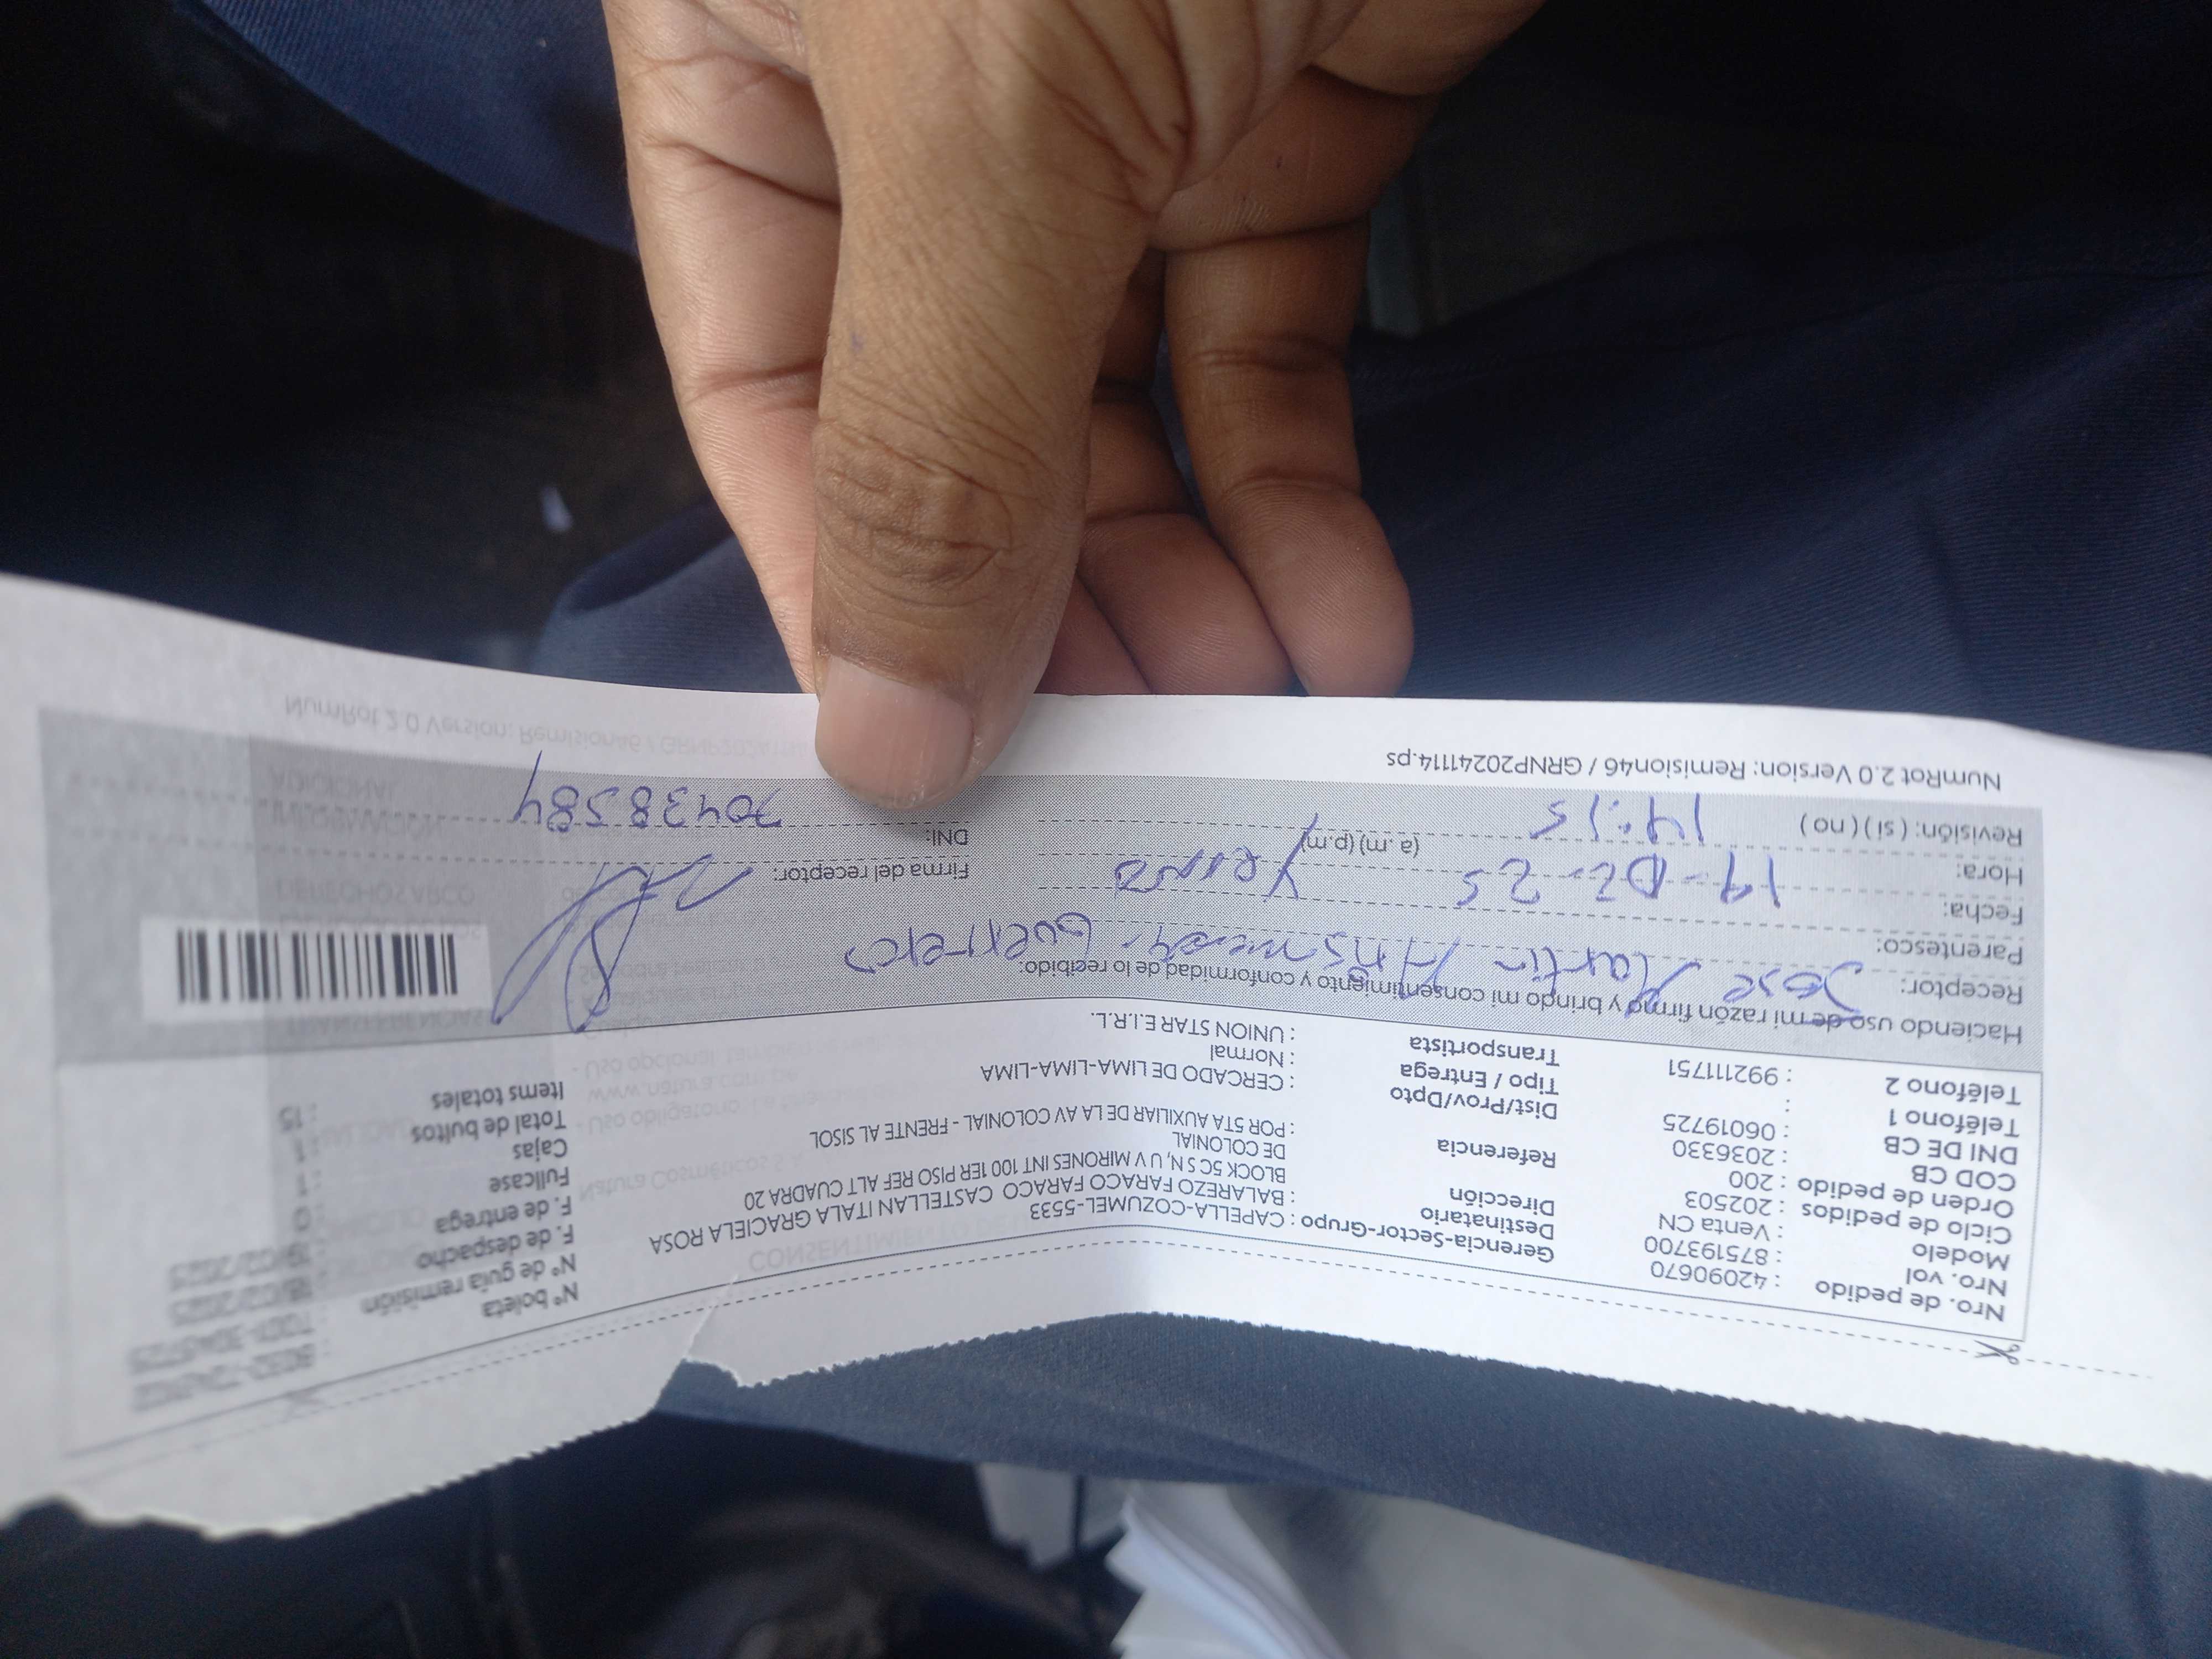 Nro. de pedido : 42090670
Nro. vol : 875193700
Modelo : Venta CN
Ciclo de pedidos : 202503
Orden de pedido : 200
COD CB : 2036330
DNI DE CB : 06019725
Teléfono 1 :
Teléfono 2 : 992111751
Gerencia-Sector-Grupo : CAPELLA-COZUMEL-5533
Destinatario : BALAREZO FARACO FARACO CASTELLAN ITALA GRACIELA ROSA
Dirección BLOCK 5C S N, U V MIRONES INT 100 1ER PISO REF ALT CUADRA 20
DE COLONIAL
Referencia : POR 5TA AUXILIAR DE LA AV COLONIAL - FRENTE AL SISOL
Dist/Prov/Dpto : CERCADO DE LIMA-LIMA-LIMA
Tipo / Entrega : Normal
Transportista : UNION STAR E.I.R.L.
N° boleta
N° de guía remisión
F. de despacho
F. de entrega
Fullcase : 0
Cajas : 1
Total de bultos : 1
Items totales : 15
Haciendo uso de mi razón firmo y brindo mi consentimiento y conformidad de lo recibido:
Receptor: Jose Martin Guerrero
Parentesco: Yerno
Fecha: 19-02-25
Hora: 14:15 (a.m) (p.m)
Revisión: ( si ) ( no )
Firma del receptor:
DNI: 70438584
NumRot 2.0 Version: Remision46 / GRNP20241114.ps